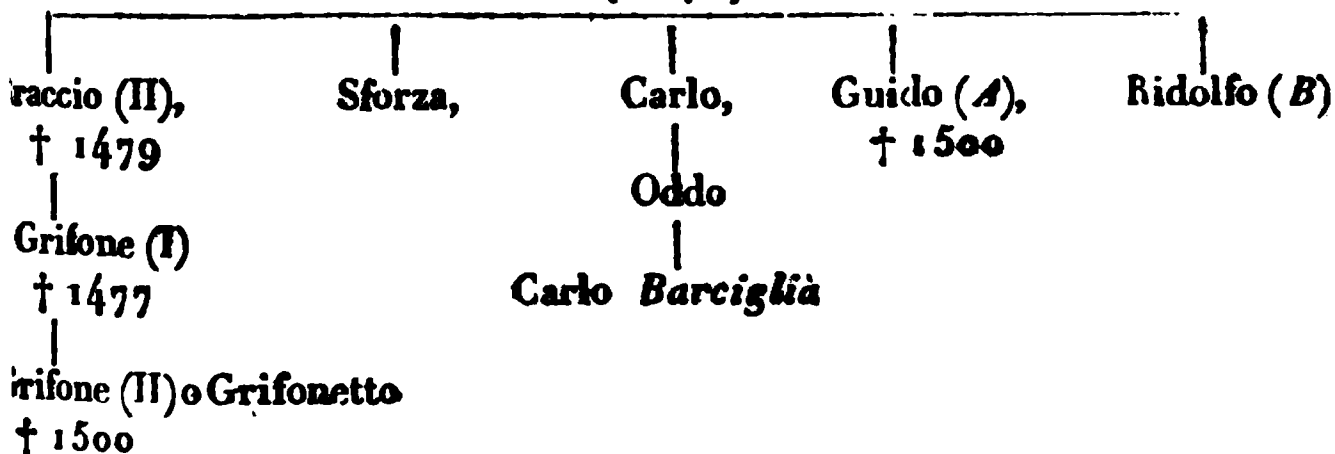 raccio (II), Sforza, Carlo, Guido (A), Ridolfo (B)
† 1479 † 1500
Oddo
Grifone (I)
† 1477
Carlo Barciglià
rifone (II) o Grifonetto
† 1500